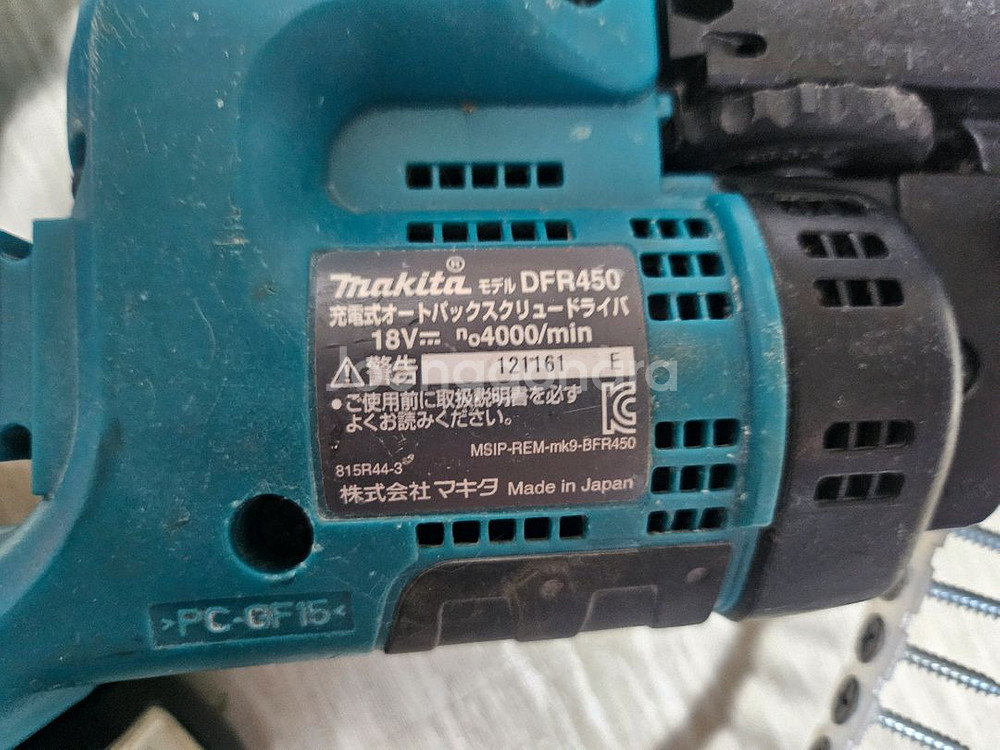 makita® モデル DFR450
充電式オートパックスクリュードライバ
18V⎓ n₀4000/min
⚠警告 121161 E
●ご使用前に取扱説明書を必ず
よくお読みください。
MSIP-REM-mk9-BFR450
815R44-3
株式会社マキタ Made in Japan
>PC-GF15<